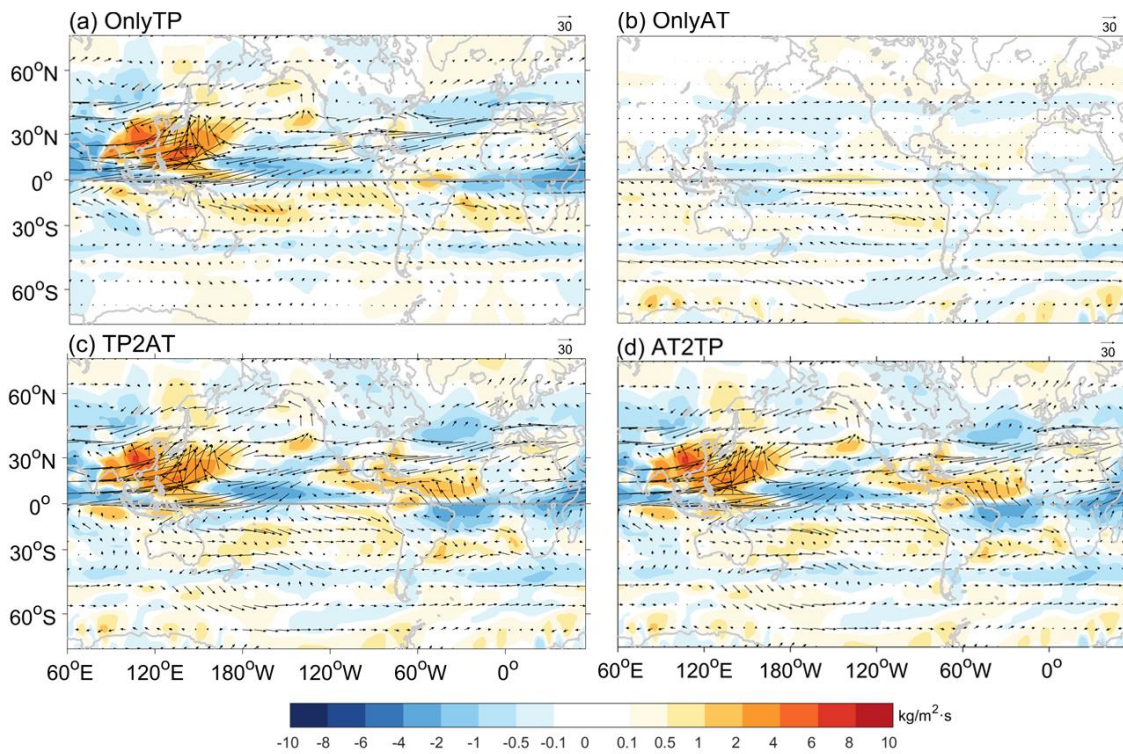 (a) OnlyTP
30
(b) OnlyAT
30
60°N
30°N
0°
30°S
60°S
(c) TP2AT
30
(d) AT2TP
30
60°N
30°N
0°
30°S
60°S
60°E 120°E 180°W 120°W 60°W 0°
60°E 120°E 180°W 120°W 60°W 0°
kg/m²·s
-10 -8 -6 -4 -2 -1 -0.5 -0.1 0 0.1 0.5 1 2 4 6 8 10